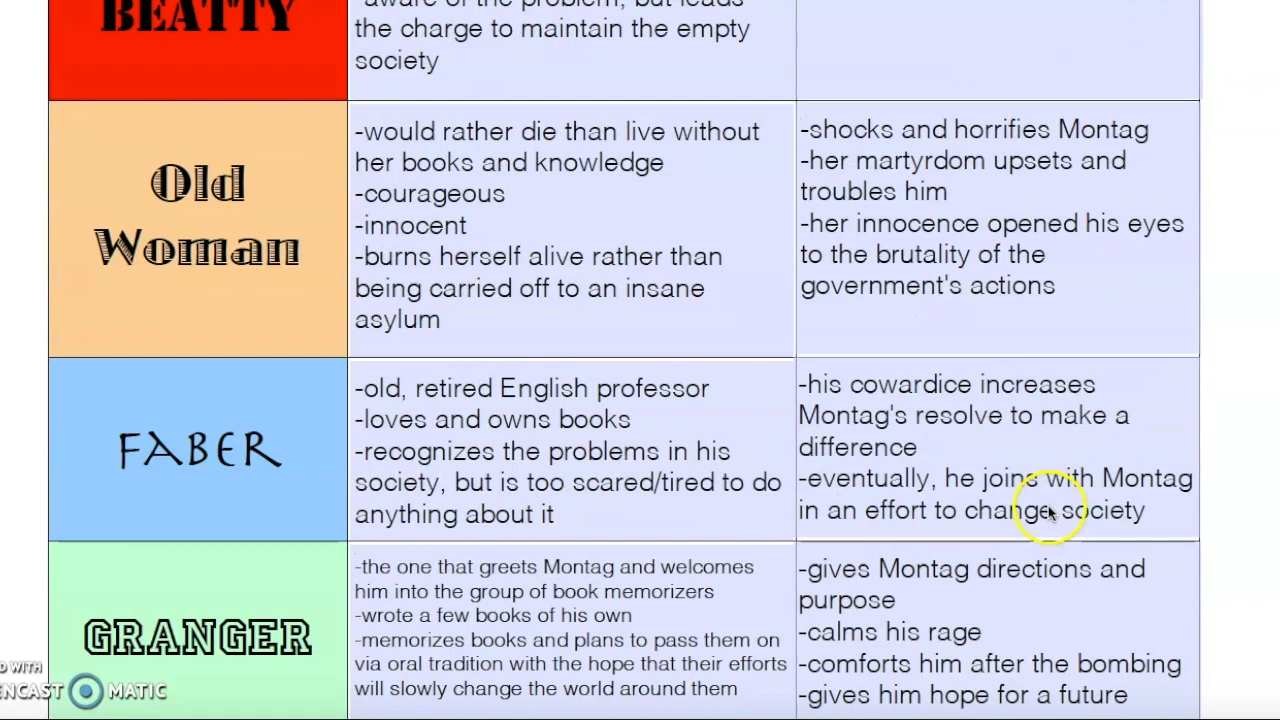 BEATTY
-aware of the problem, but leads
the charge to maintain the empty
society
Old
Woman
-would rather die than live without
her books and knowledge
-courageous
-innocent
-burns herself alive rather than
being carried off to an insane
asylum
-shocks and horrifies Montag
-her martyrdom upsets and
troubles him
-her innocence opened his eyes
to the brutality of the
government's actions
FABER
-old, retired English professor
-loves and owns books
-recognizes the problems in his
society, but is too scared/tired to do
anything about it
-his cowardice increases
Montag's resolve to make a
difference
-eventually, he joins with Montag
in an effort to change society
GRANGER
-the one that greets Montag and welcomes
him into the group of book memorizers
-wrote a few books of his own
-memorizes books and plans to pass them on
via oral tradition with the hope that their efforts
will slowly change the world around them
-gives Montag directions and
purpose
-calms his rage
-comforts him after the bombing
-gives him hope for a future
D WITH
ENCAST MATIC